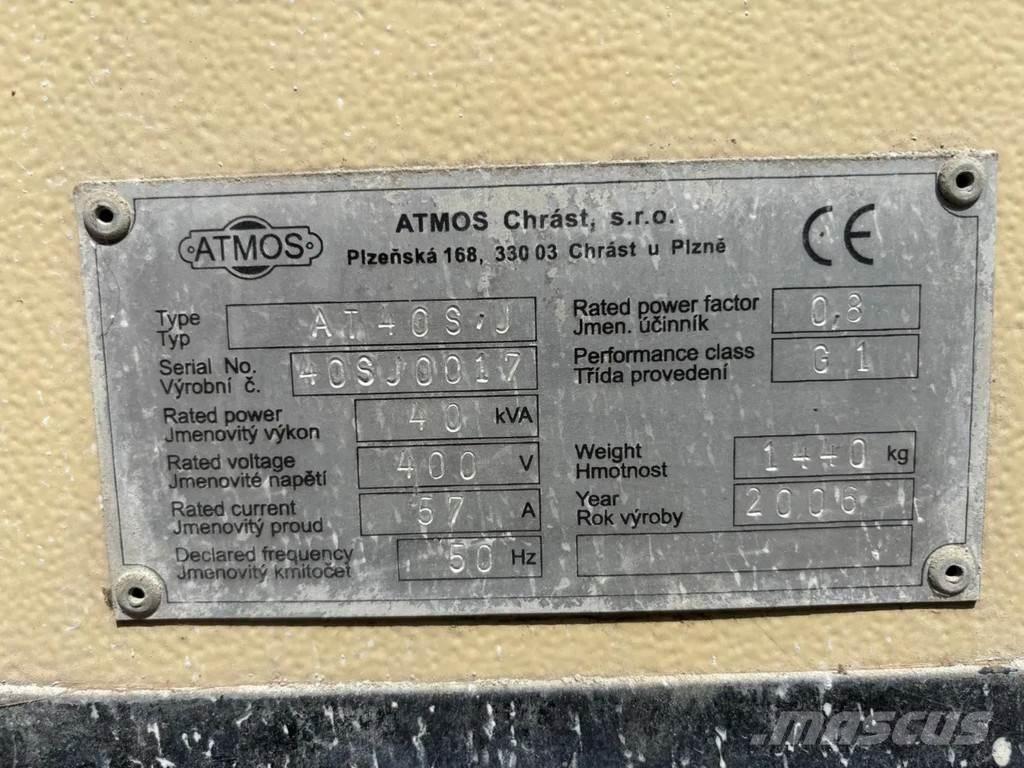 ATMOS
ATMOS Chrást, s.r.o.
Plzeňská 168, 330 03 Chrást u Plzně
CE
Type
Typ
AT40S.J
Serial No.
Výrobní č.
40SJ0017
Rated power
Jmenovitý výkon
40 kVA
Rated voltage
Jmenovité napětí
400 V
Rated current
Jmenovitý proud
57 A
Declared frequency
Jmenovitý kmitočet
50 Hz
Rated power factor
Jmen. účinník
0,8
Performance class
Třída provedení
G1
Weight
Hmotnost
1440 kg
Year
Rok výroby
2006
mascus